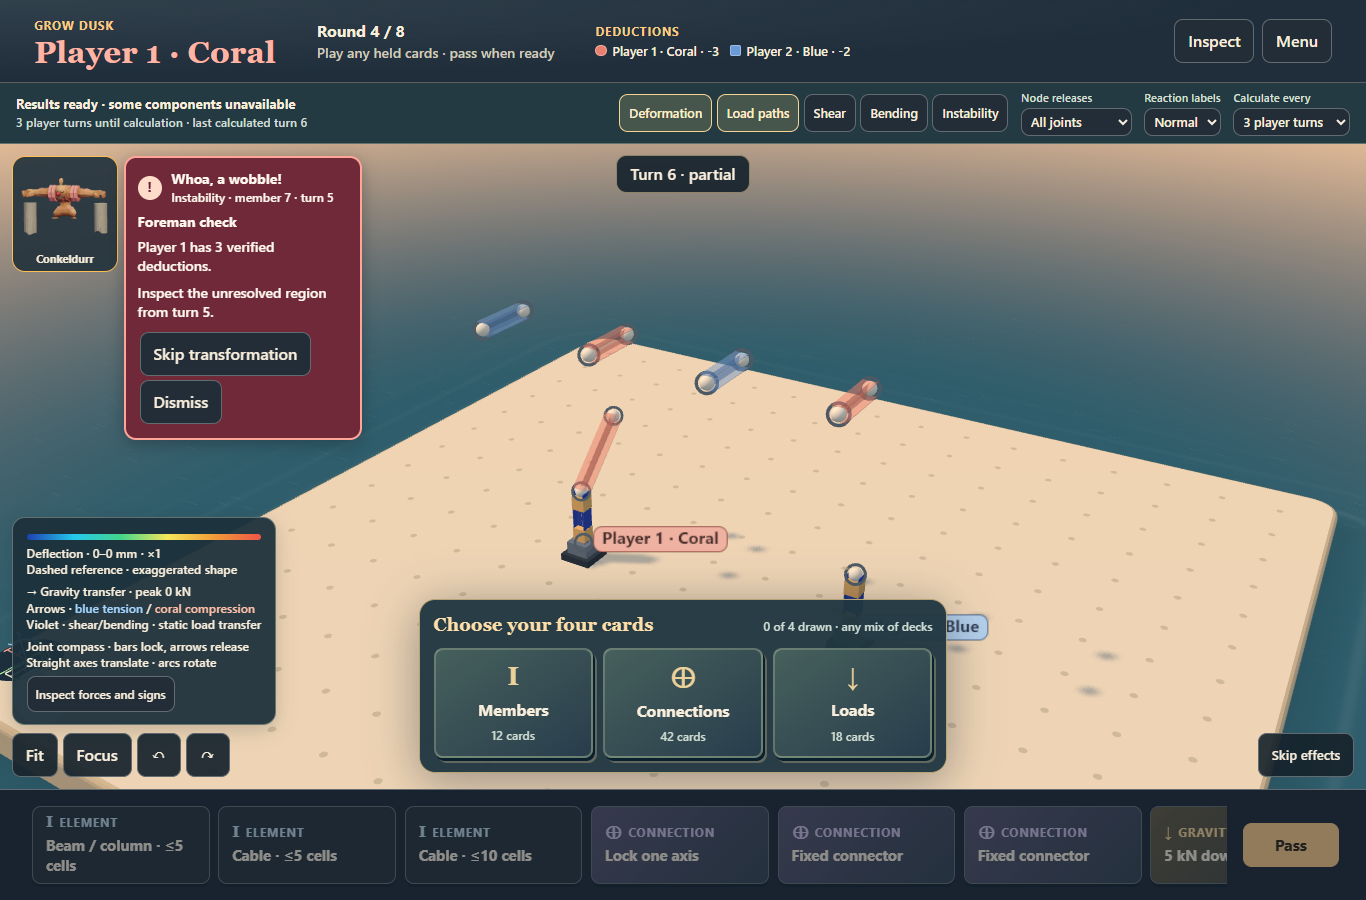 GROW DUSK
Player 1 · Coral
Round 4 / 8
Play any held cards · pass when ready
DEDUCTIONS
Player 1 · Coral · -3
Player 2 · Blue · -2
Inspect
Menu
Results ready · some components unavailable
3 player turns until calculation · last calculated turn 6
Deformation
Load paths
Shear
Bending
Instability
Node releases
All joints
Reaction labels
Normal
Calculate every
3 player turns
Conkeldurr
!
Whoa, a wobble!
Instability · member 7 · turn 5
Foreman check
Player 1 has 3 verified
deductions.
Inspect the unresolved region
from turn 5.
Skip transformation
Dismiss
Turn 6 · partial
Player 1 · Coral
Blue
Deflection · 0–0 mm · ×1
Dashed reference · exaggerated shape
→ Gravity transfer · peak 0 kN
Arrows · blue tension / coral compression
Violet · shear/bending · static load transfer
Joint compass · bars lock, arrows release
Straight axes translate · arcs rotate
Inspect forces and signs
Fit
Focus
↶
↷
Choose your four cards
0 of 4 drawn · any mix of decks
Members
12 cards
Connections
42 cards
Loads
18 cards
Skip effects
ELEMENT
Beam / column · ≤5
cells
ELEMENT
Cable · ≤5 cells
ELEMENT
Cable · ≤10 cells
CONNECTION
Lock one axis
CONNECTION
Fixed connector
CONNECTION
Fixed connector
↓ GRAVIT
5 kN dow
Pass